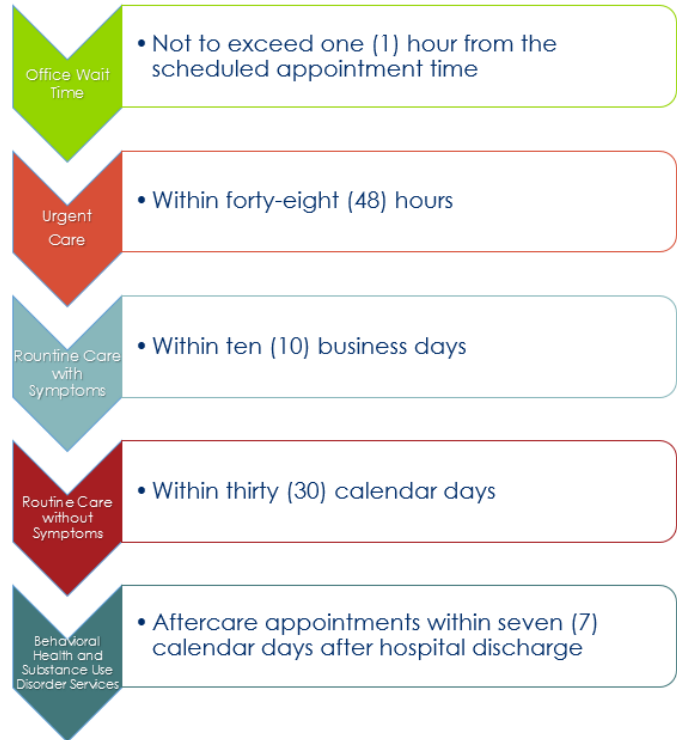 Office Wait
Time
• Not to exceed one (1) hour from the
scheduled appointment time
Urgent
Care
• Within forty-eight (48) hours
Rountine Care
with
Symptoms
• Within ten (10) business days
Routine Care
without
Symptoms
• Within thirty (30) calendar days
Behavioral
Health and
Substance Use
Disorder Services
• Aftercare appointments within seven (7)
calendar days after hospital discharge